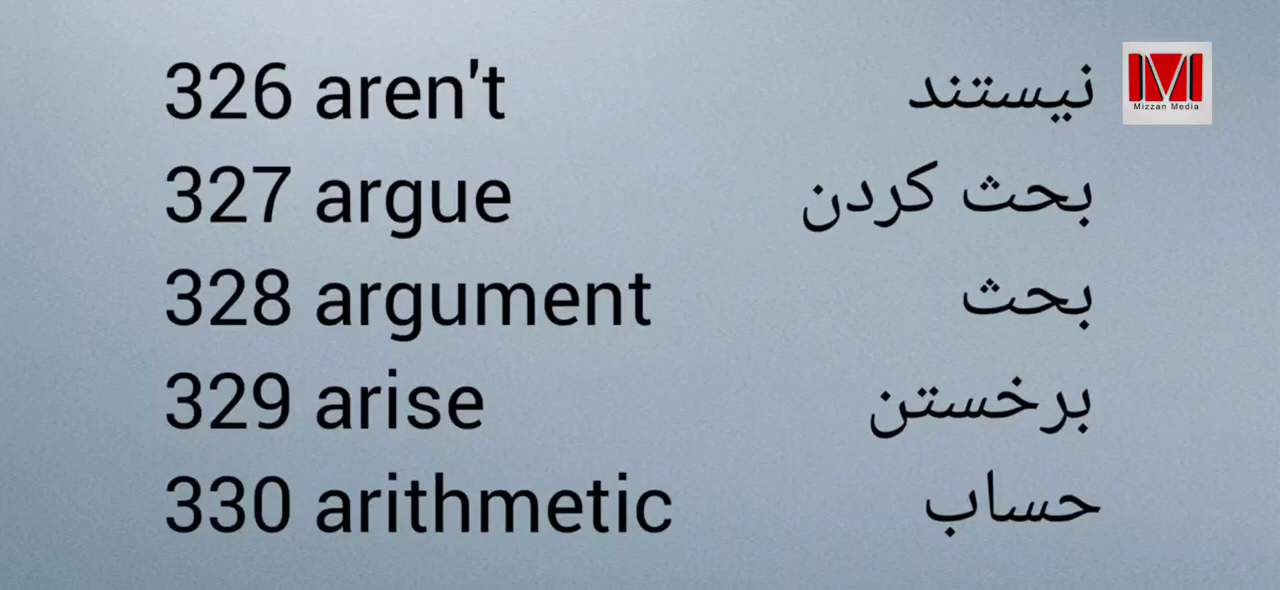 326 aren't نیستند
327 argue بحث کردن
328 argument بحث
329 arise برخستن
330 arithmetic حساب
Mizzan Media